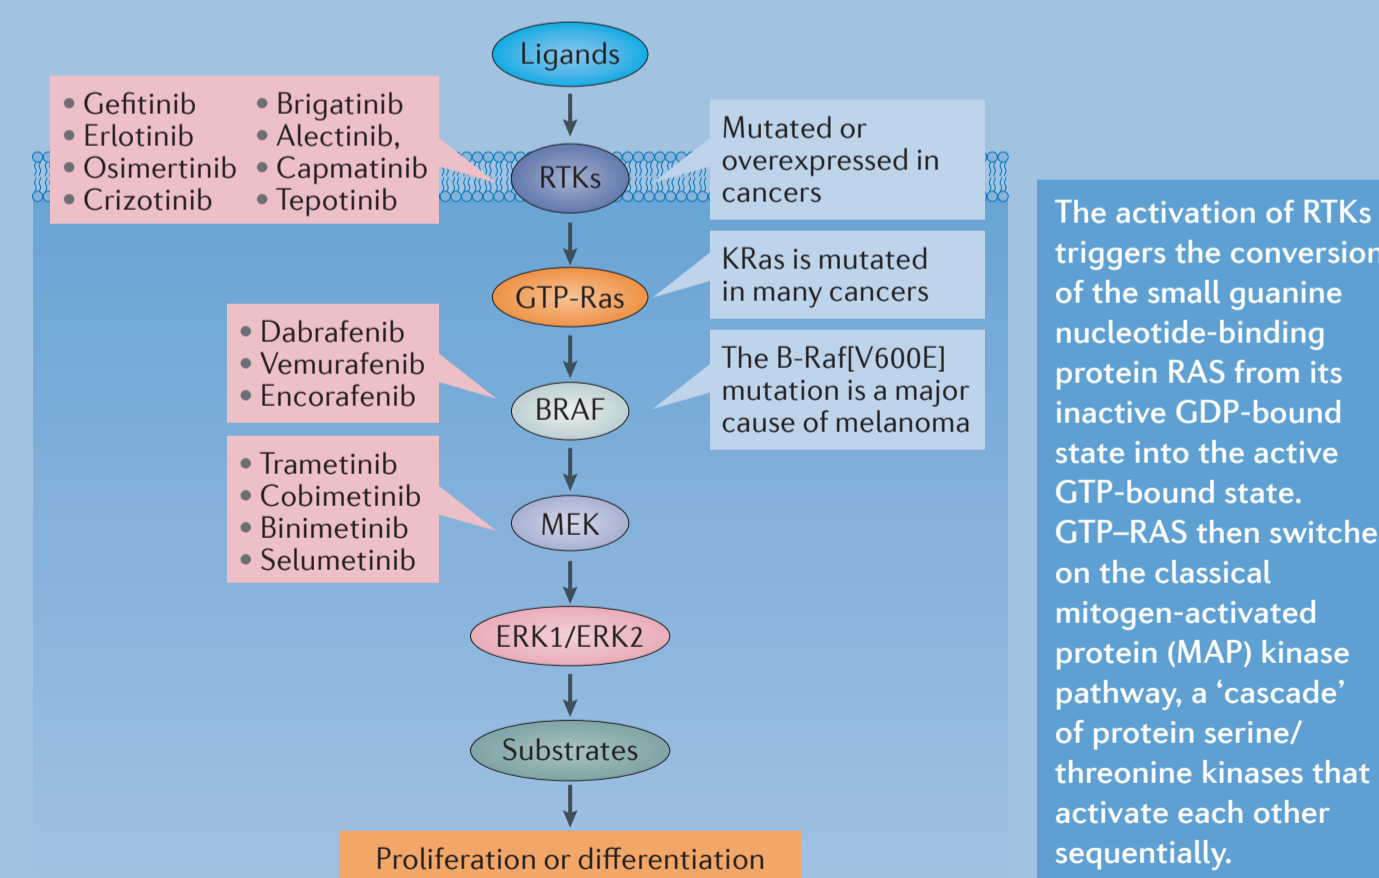 Ligands
• Gefitinib
• Erlotinib
• Osimertinib
• Crizotinib
• Brigatinib
• Alectinib,
• Capmatinib
• Tepotinib
RTKs
Mutated or
overexpressed in
cancers
GTP-Ras
KRas is mutated
in many cancers
• Dabrafenib
• Vemurafenib
• Encorafenib
BRAF
The B-Raf[V600E]
mutation is a major
cause of melanoma
• Trametinib
• Cobimetinib
• Binimetinib
• Selumetinib
MEK
ERK1/ERK2
Substrates
Proliferation or differentiation
The activation of RTKs
triggers the conversion
of the small guanine
nucleotide-binding
protein RAS from its
inactive GDP-bound
state into the active
GTP-bound state.
GTP–RAS then switche
on the classical
mitogen-activated
protein (MAP) kinase
pathway, a ‘cascade’
of protein serine/
threonine kinases that
activate each other
sequentially.